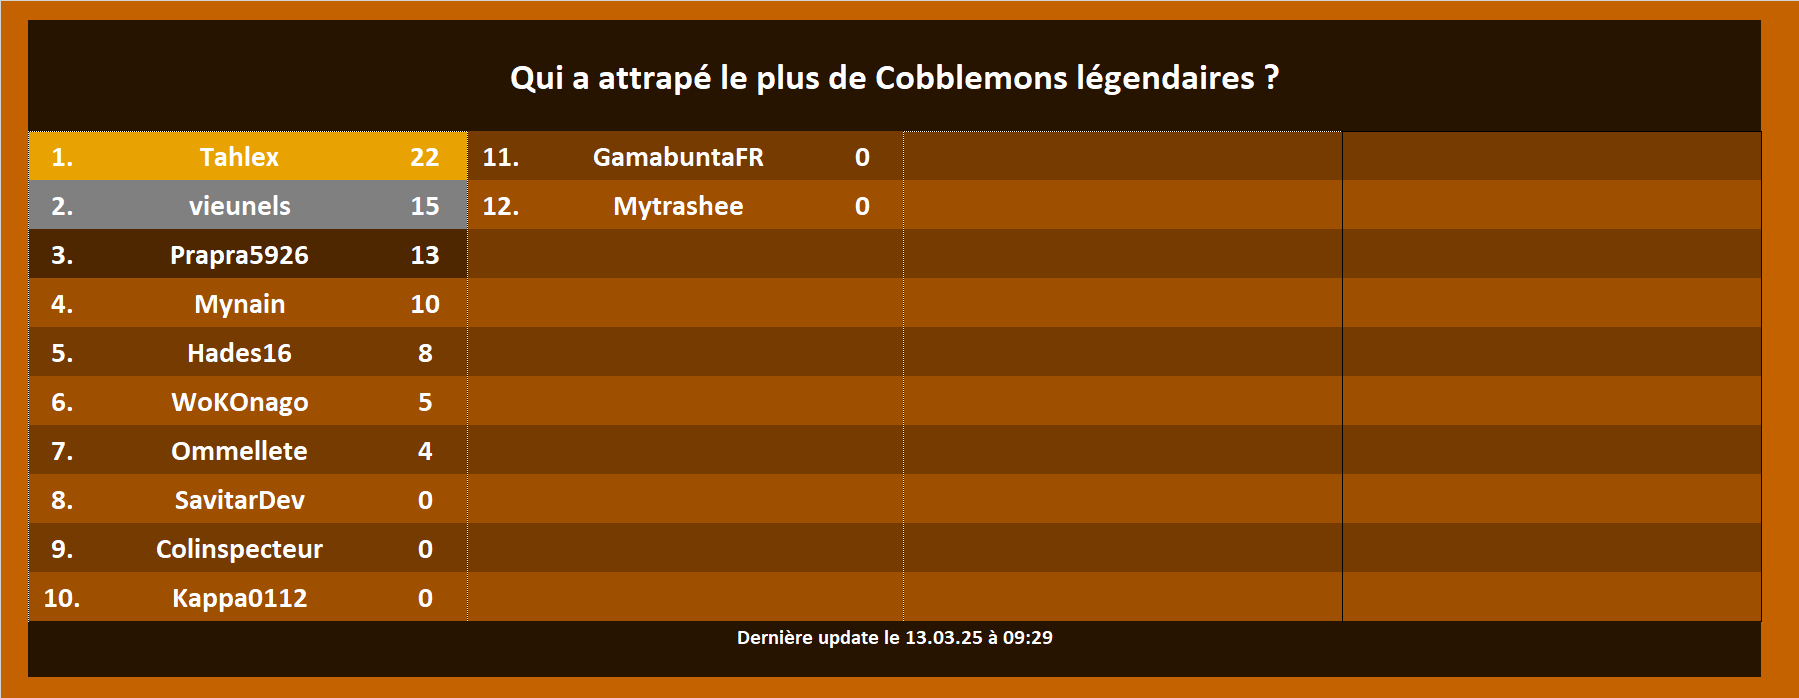 Qui a attrapé le plus de Cobblemons légendaires ?
1. Tahlex 22
2. vieunels 15
3. Prapra5926 13
4. Mynain 10
5. Hades16 8
6. WoKOnago 5
7. Ommellete 4
8. SavitarDev 0
9. Colinspecteur 0
10. Kappa0112 0
11. GamabuntaFR 0
12. Mytrashee 0
Dernière update le 13.03.25 à 09:29